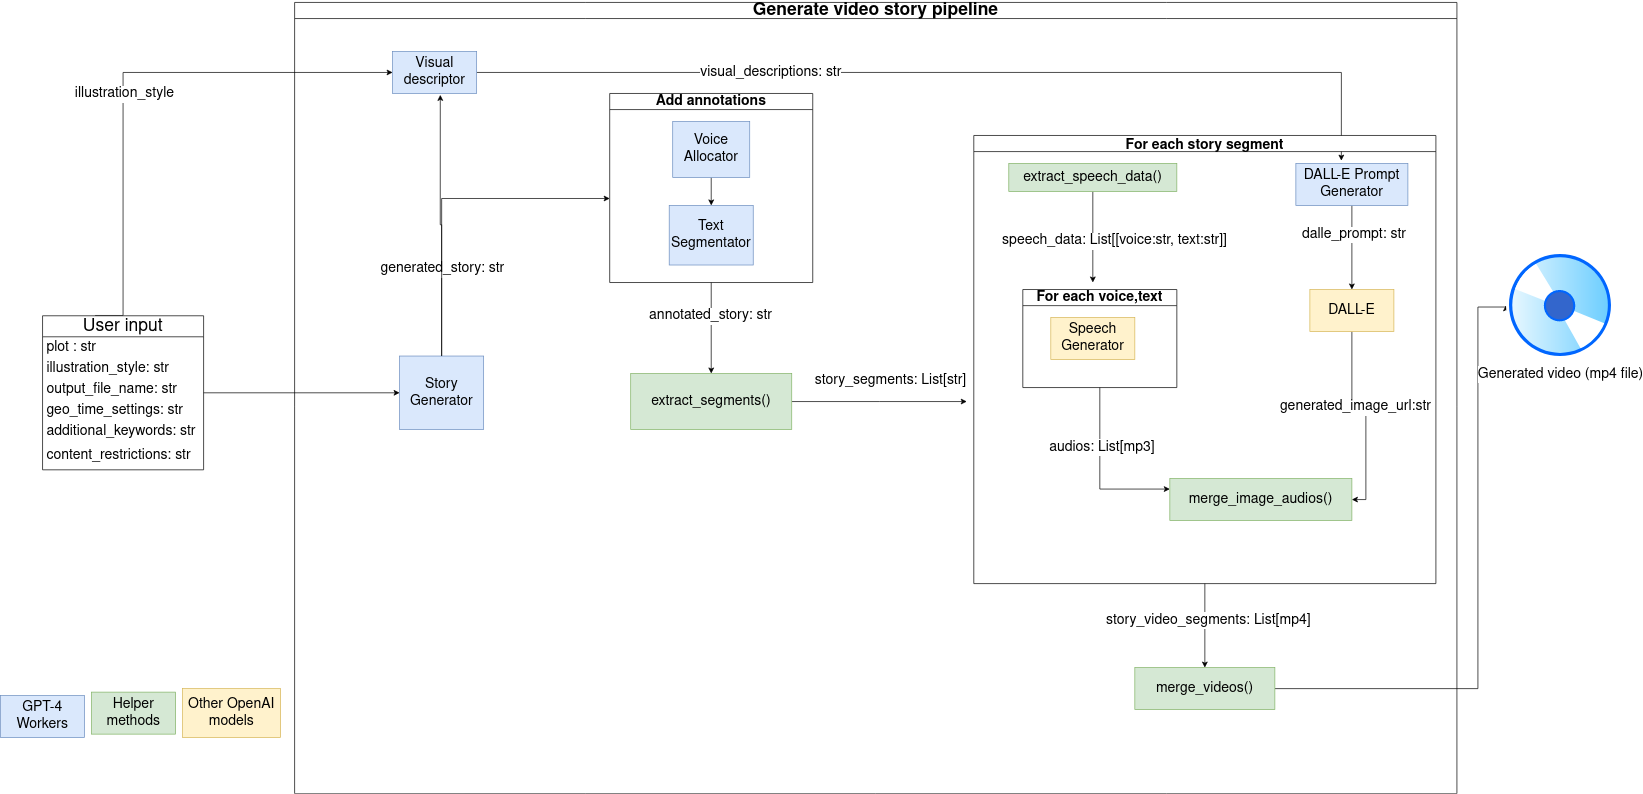 Generate video story pipeline
Visual
descriptor
visual_descriptions: str
illustration_style
Add annotations
Voice
Allocator
Text
Segmentator
For each story segment
extract_speech_data()
DALL-E Prompt
Generator
speech_data: List[[voice:str, text:str]]
dalle_prompt: str
generated_story: str
For each voice,text
Speech
Generator
DALL-E
annotated_story: str
User input
plot : str
illustration_style: str
output_file_name: str
geo_time_settings: str
additional_keywords: str
content_restrictions: str
Story
Generator
extract_segments()
story_segments: List[str]
Generated video (mp4 file)
generated_image_url:str
audios: List[mp3]
merge_image_audios()
story_video_segments: List[mp4]
merge_videos()
GPT-4
Workers
Helper
methods
Other OpenAI
models